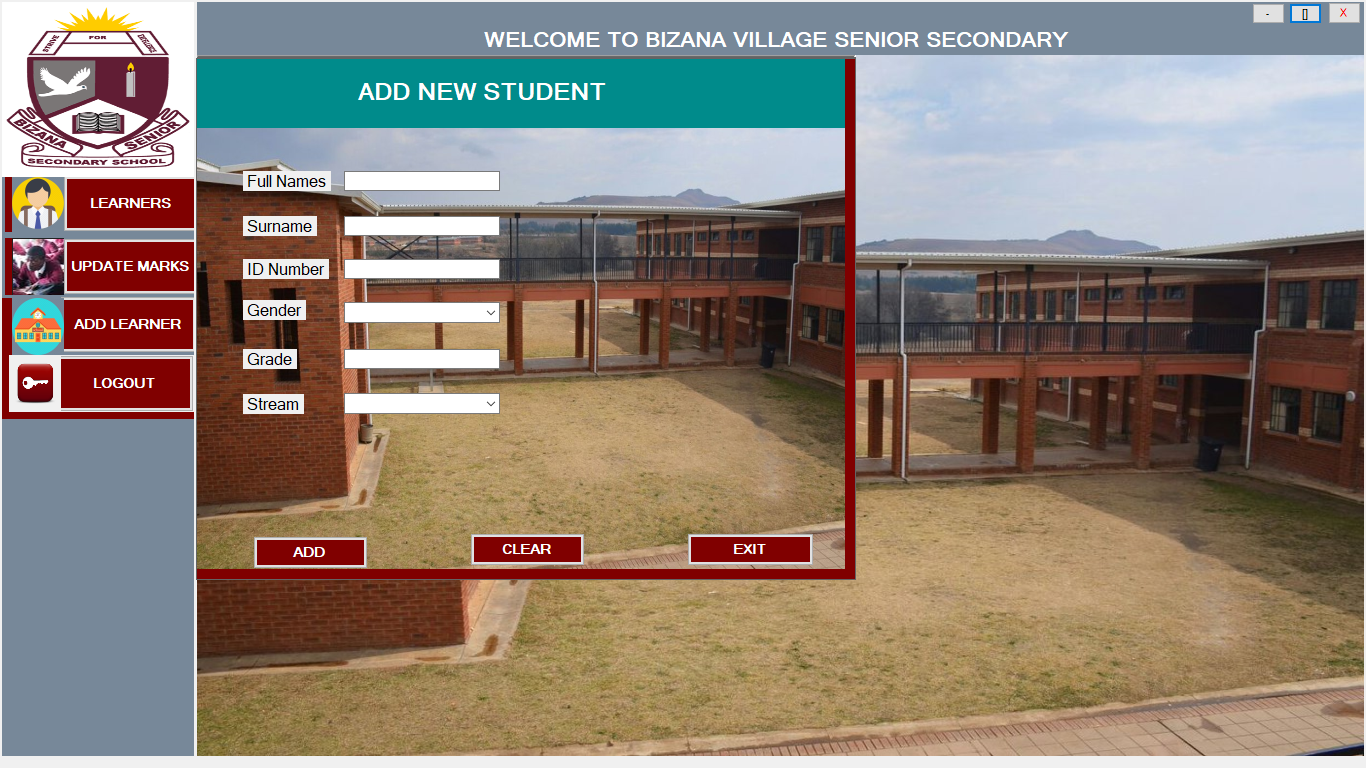 - [] X
WELCOME TO BIZANA VILLAGE SENIOR SECONDARY
STRIVE FOR EXCELLENCE
BIZANA SENIOR
SECONDARY SCHOOL
LEARNERS
UPDATE MARKS
ADD LEARNER
LOGOUT
ADD NEW STUDENT
Full Names
Surname
ID Number
Gender
Grade
Stream
ADD CLEAR EXIT